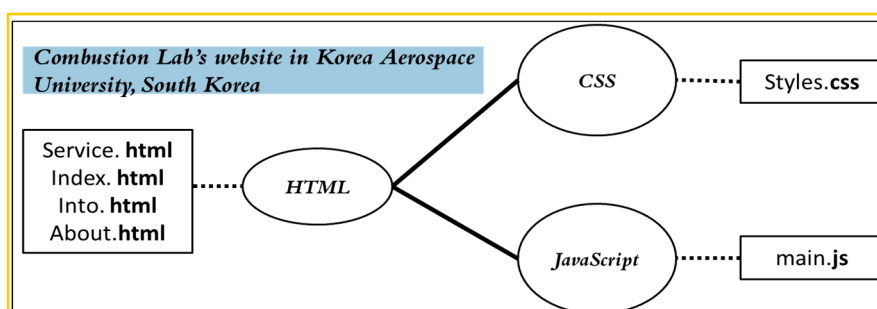 Combustion Lab's website in Korea Aerospace
University, South Korea
CSS
Styles.css
Service. html
Index. html
Into. html
About.html
HTML
JavaScript
main.js